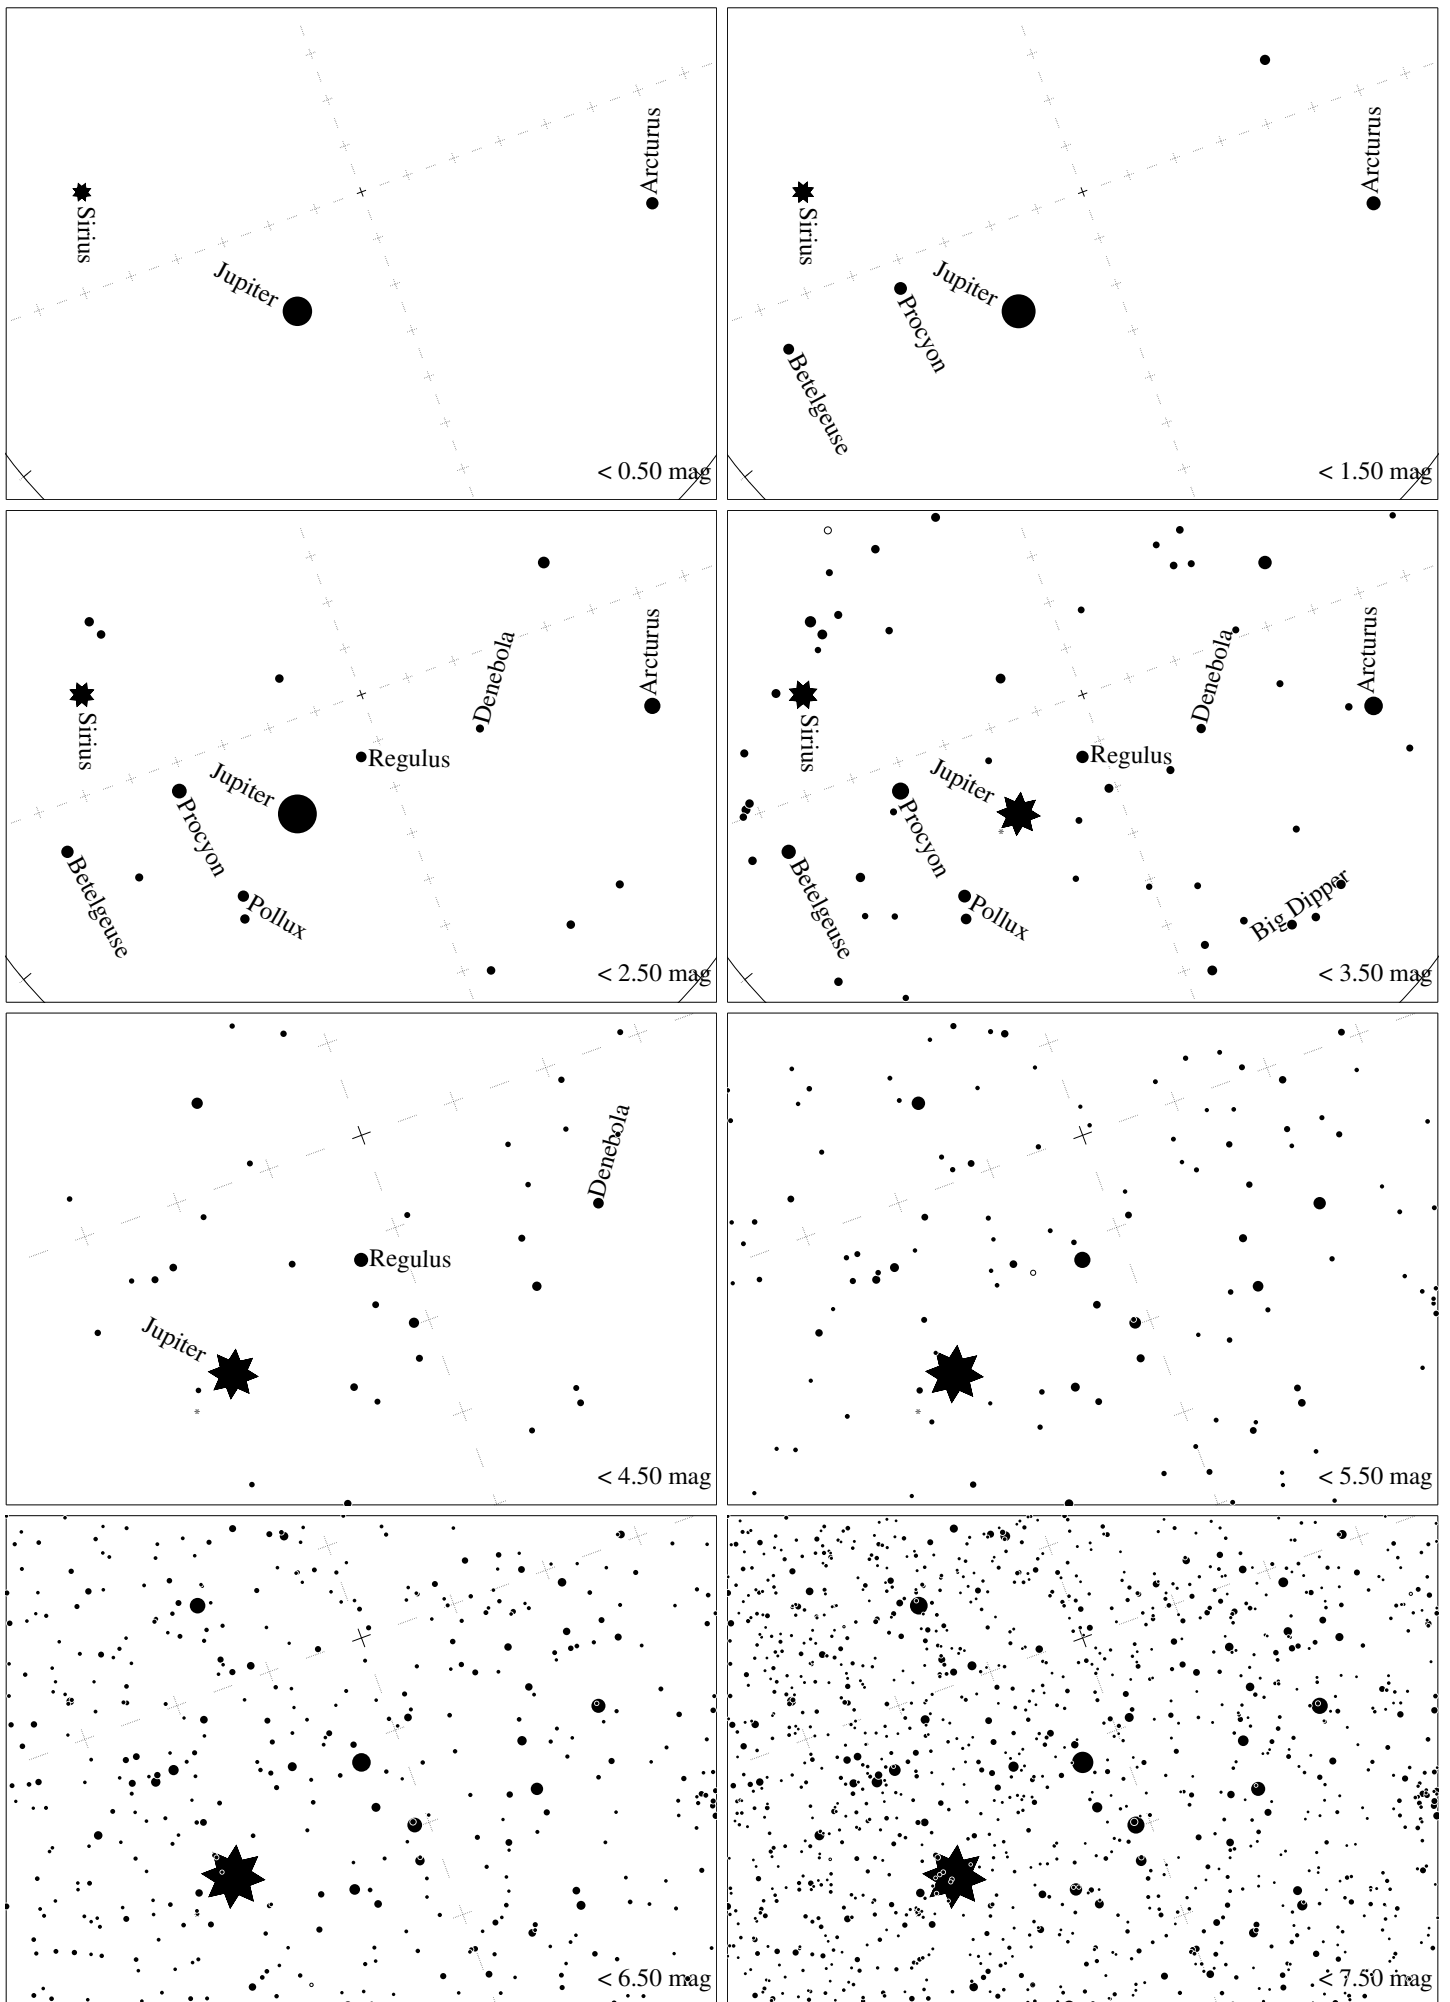 Arcturus
Sirius
Jupiter
< 0.50 mag
Arcturus
Sirius
Jupiter
Procyon
Betelgeuse
< 1.50 mag
Arcturus
Denebola
Sirius
Regulus
Jupiter
Procyon
Betelgeuse
Pollux
< 2.50 mag
Arcturus
Denebola
Sirius
Regulus
Jupiter
Procyon
Betelgeuse
Pollux
Big Dipper
< 3.50 mag
Denebola
Regulus
Jupiter
< 4.50 mag
< 5.50 mag
< 6.50 mag
< 7.50 mag